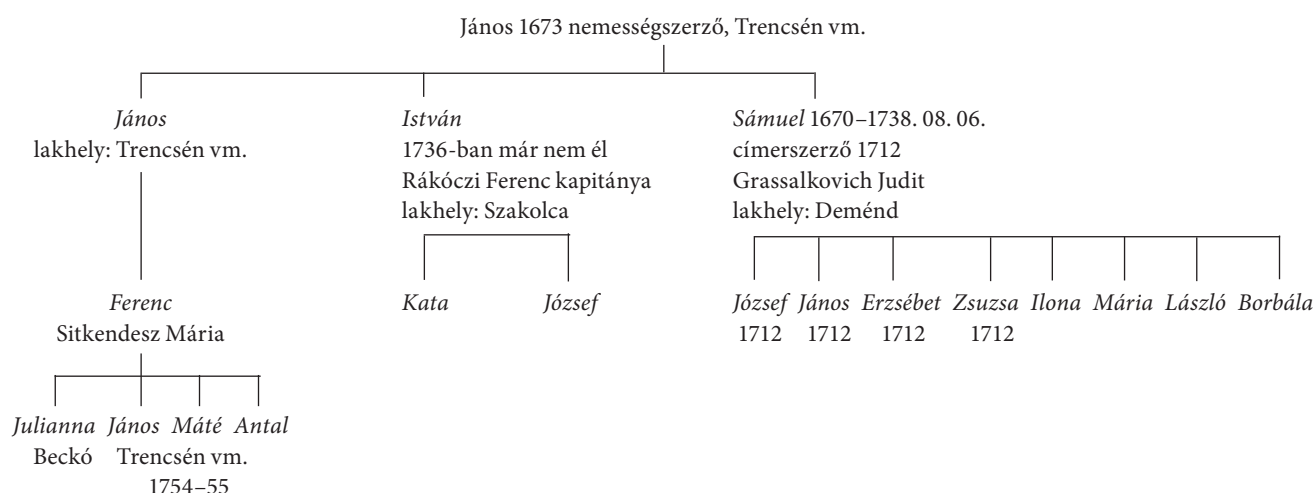 János 1673 nemességszerző, Trencsén vm.
János
lakhely: Trencsén vm.
István
1736-ban már nem él
Rákóczi Ferenc kapitánya
lakhely: Szakolca
Sámuel 1670–1738. 08. 06.
címerszerző 1712
Grassalkovich Judit
lakhely: Deménd
Ferenc
Sitkendesz Mária
Kata József
József János Erzsébet Zsuzsa Ilona Mária László Borbála
1712 1712 1712 1712
Julianna János Máté Antal
Beckó Trencsén vm.
1754–55